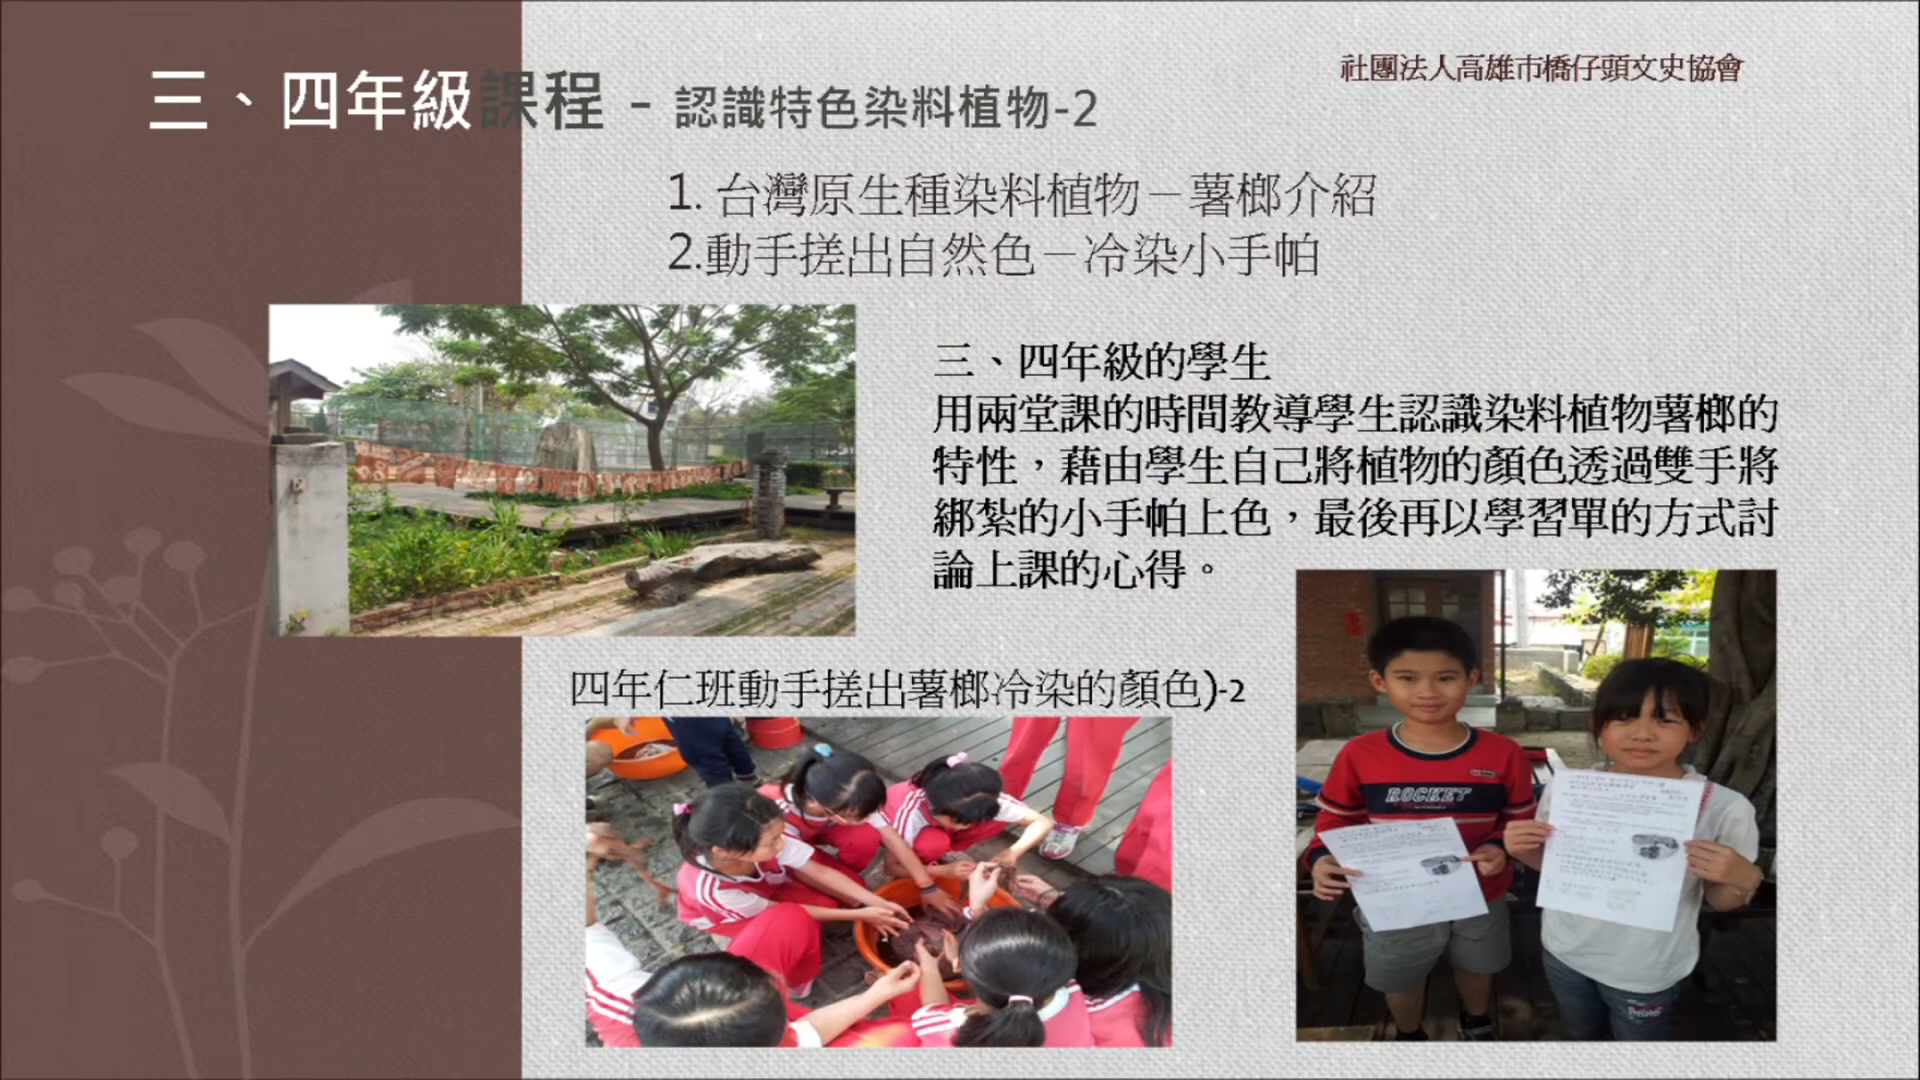 三、四年級課程 - 認識特色染料植物-2
社團法人高雄市橋仔頭文史協會
1. 台灣原生種染料植物－薯榔介紹
2.動手搓出自然色－冷染小手帕
三、四年級的學生
用兩堂課的時間教導學生認識染料植物薯榔的
特性，藉由學生自己將植物的顏色透過雙手將
綁紮的小手帕上色，最後再以學習單的方式討
論上課的心得。
四年仁班動手搓出薯榔冷染的顏色)-2
ROCKET